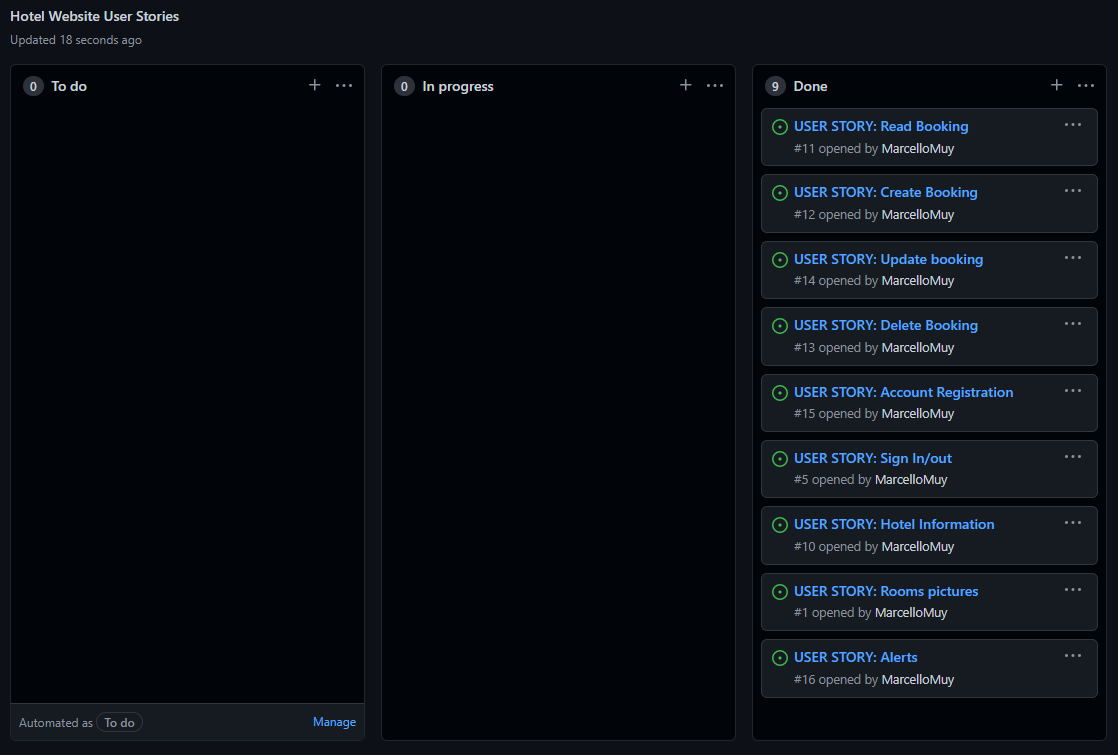 Hotel Website User Stories
Updated 18 seconds ago
0 To do
Automated as To do Manage
0 In progress
9 Done
USER STORY: Read Booking
#11 opened by MarcelloMuy
USER STORY: Create Booking
#12 opened by MarcelloMuy
USER STORY: Update booking
#14 opened by MarcelloMuy
USER STORY: Delete Booking
#13 opened by MarcelloMuy
USER STORY: Account Registration
#15 opened by MarcelloMuy
USER STORY: Sign In/out
#5 opened by MarcelloMuy
USER STORY: Hotel Information
#10 opened by MarcelloMuy
USER STORY: Rooms pictures
#1 opened by MarcelloMuy
USER STORY: Alerts
#16 opened by MarcelloMuy